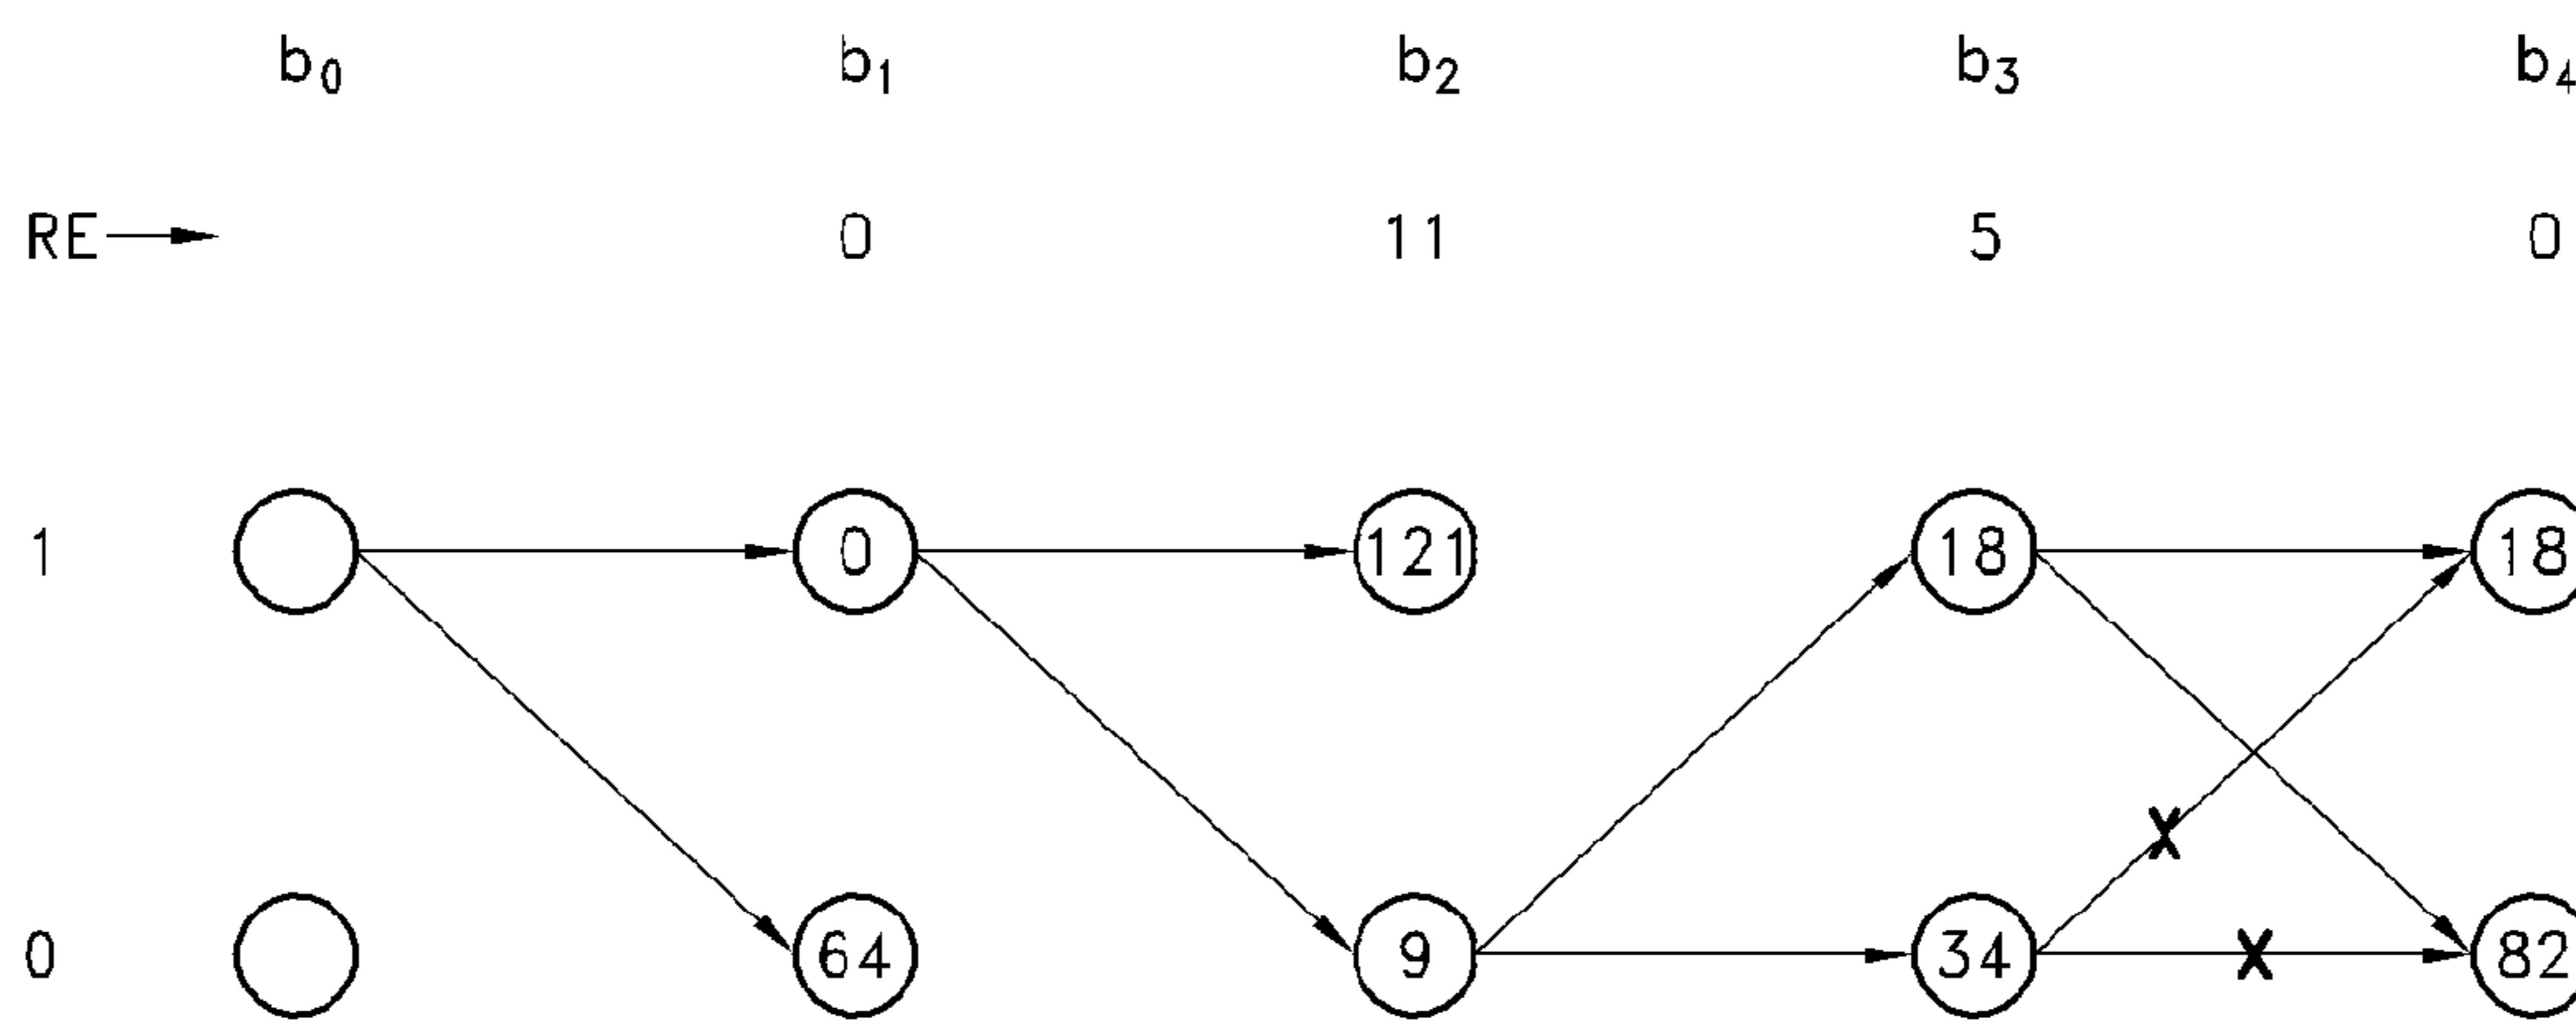 b₀ b₁ b₂ b₃ b₄
RE 0 11 5 0
1 0 121 18 18
X
0 64 9 34 X 82